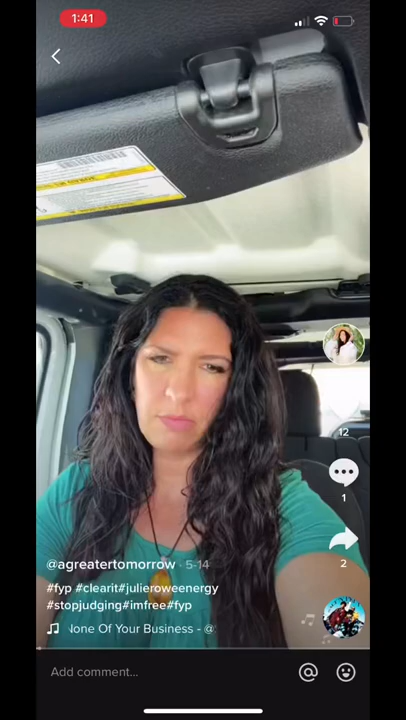 1:41
12
1
2
@agreatertomorrow · 5-14
#fyp #clearit#julieroweenergy
#stopjudging#imfree#fyp
None Of Your Business - @
Add comment...